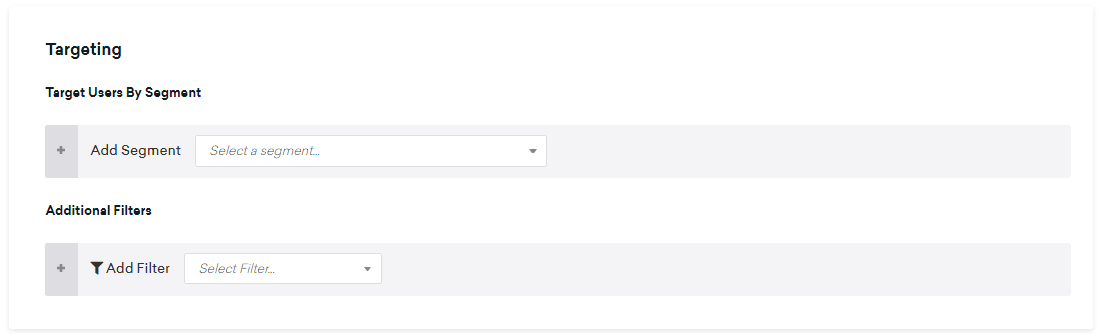 Targeting
Target Users By Segment
+ Add Segment Select a segment...
Additional Filters
+ Add Filter Select Filter...